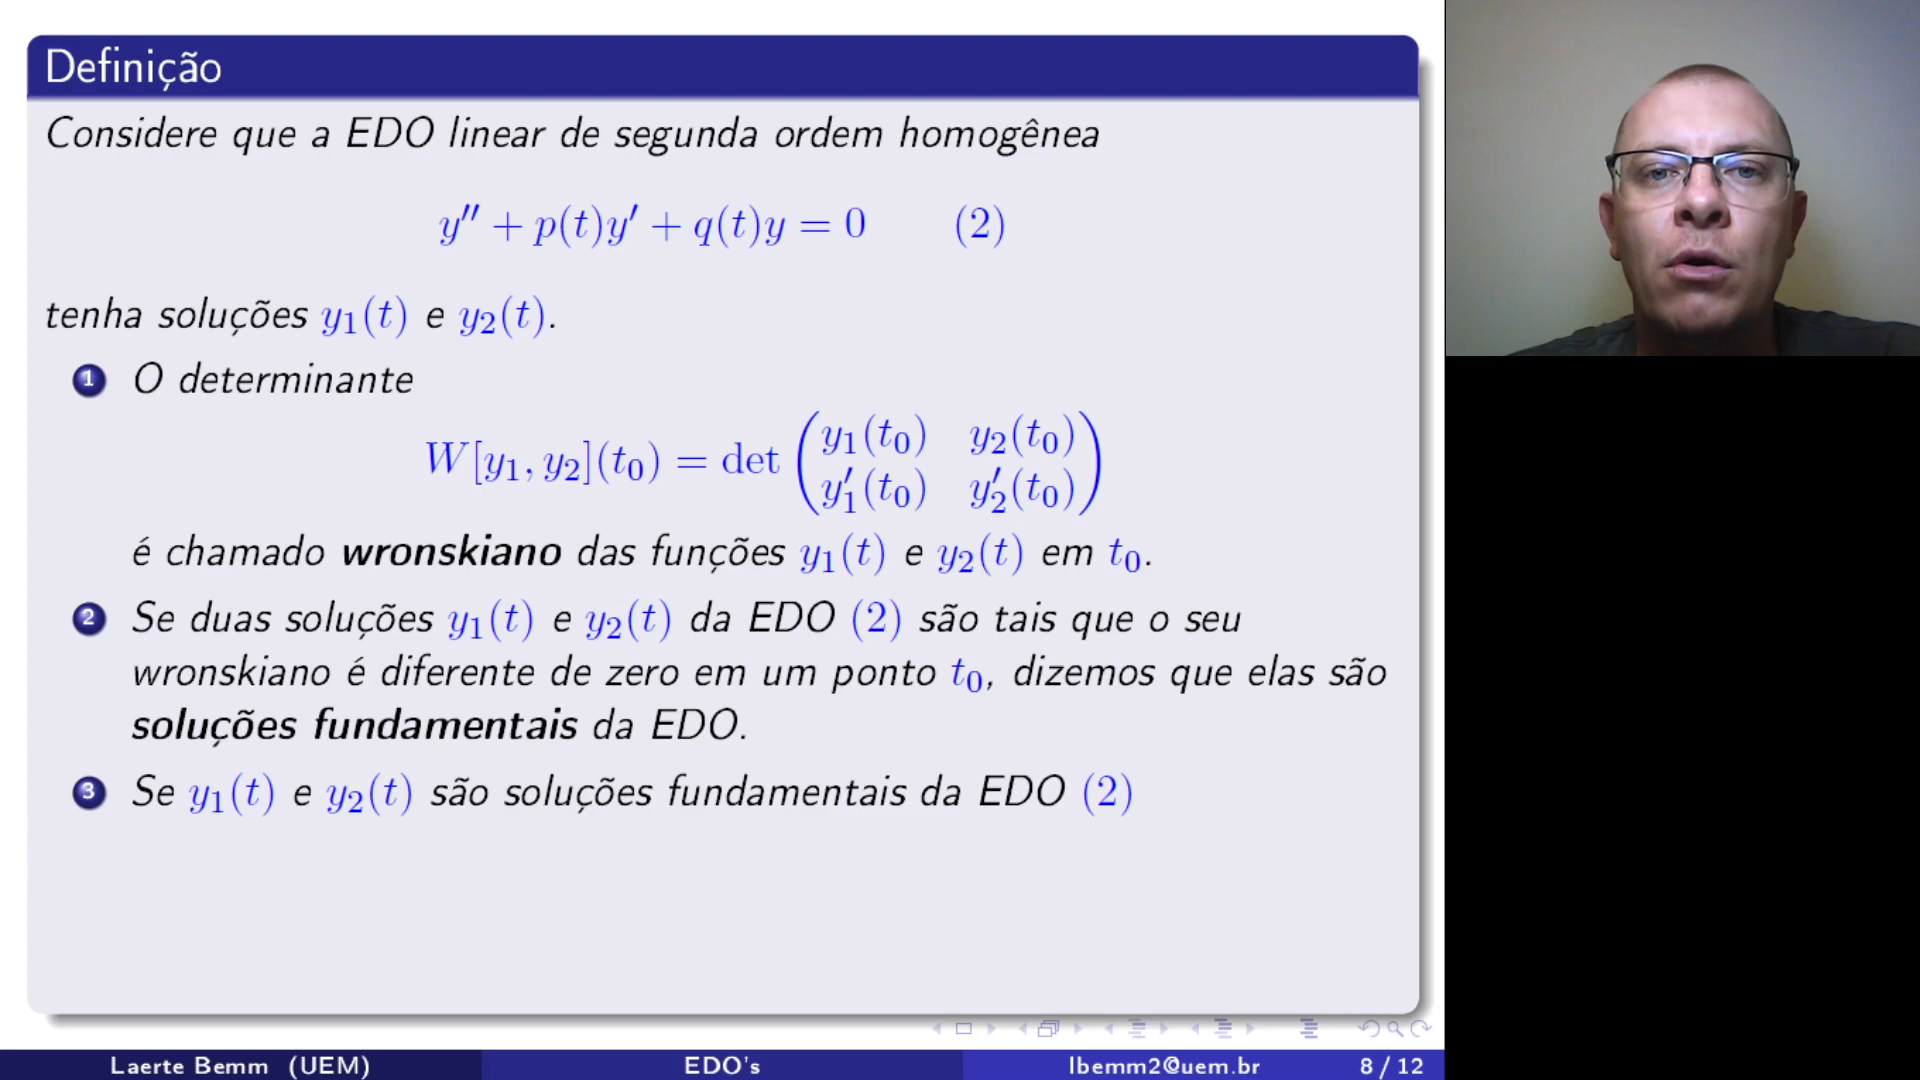 Definição
Considere que a EDO linear de segunda ordem homogênea
y'' + p(t)y' + q(t)y = 0 (2)
tenha soluções y₁(t) e y₂(t).
1 O determinante
W[y₁, y₂](t₀) = det ( y₁(t₀) y₂(t₀)
y₁'(t₀) y₂'(t₀) )
é chamado wronskiano das funções y₁(t) e y₂(t) em t₀.
2 Se duas soluções y₁(t) e y₂(t) da EDO (2) são tais que o seu
wronskiano é diferente de zero em um ponto t₀, dizemos que elas são
soluções fundamentais da EDO.
3 Se y₁(t) e y₂(t) são soluções fundamentais da EDO (2)
Laerte Bemm (UEM) EDO's lbemm2@uem.br 8 / 12